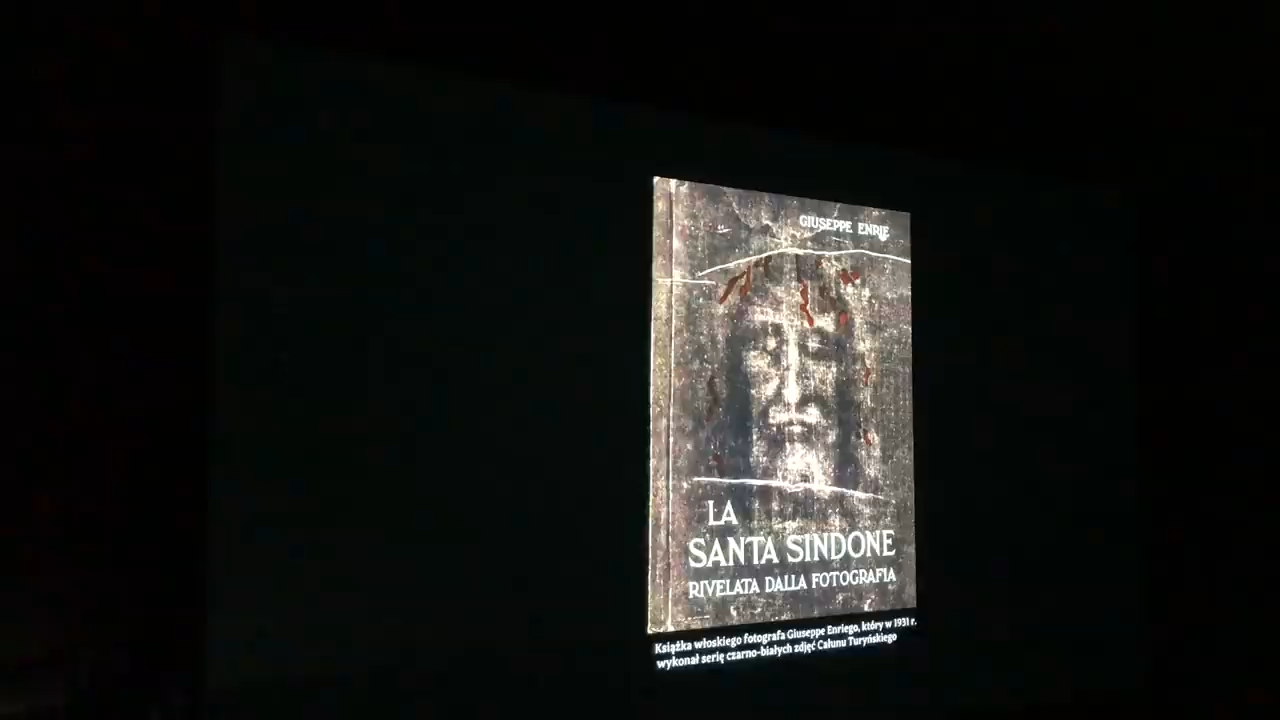 GIUSEPPE ENRIE
LA
SANTA SINDONE
RIVELATA DALLA FOTOGRAFIA
Książka włoskiego fotografa Giuseppe Enriego, który w 1931 r.
wykonał serię czarno-białych zdjęć Całunu Turyńskiego